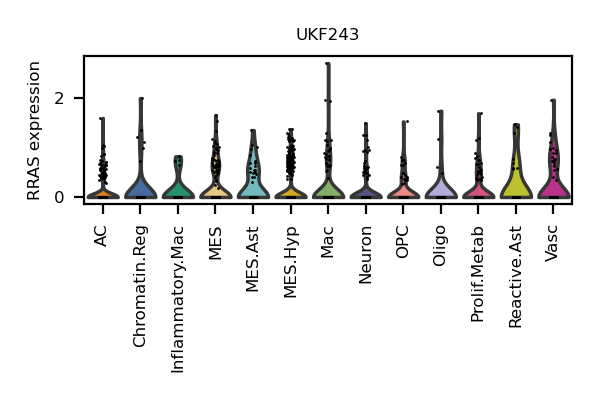 UKF243
RRAS expression
2
0
AC
Chromatin.Reg
Inflammatory.Mac
MES
MES.Ast
MES.Hyp
Mac
Neuron
OPC
Oligo
Prolif.Metab
Reactive.Ast
Vasc